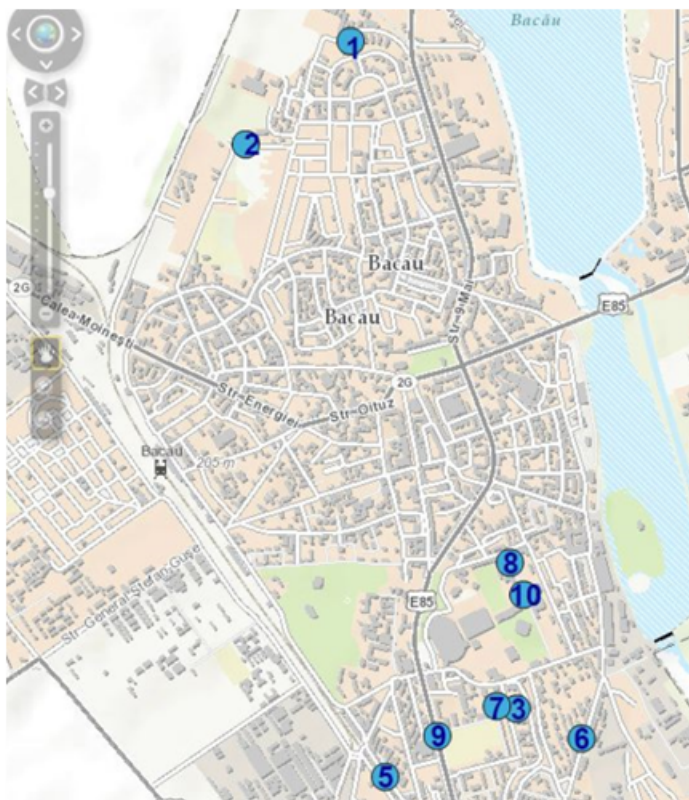 Bacău
1
2
Bacau
Bacau
Str-9-Mai
2G
Calea-Moinești
E85
2G
Str-Energiei
Str-Oituz
Bacau
205 m
8
10
E85
Str-General-Stefan-Guse
7
3
9
6
5